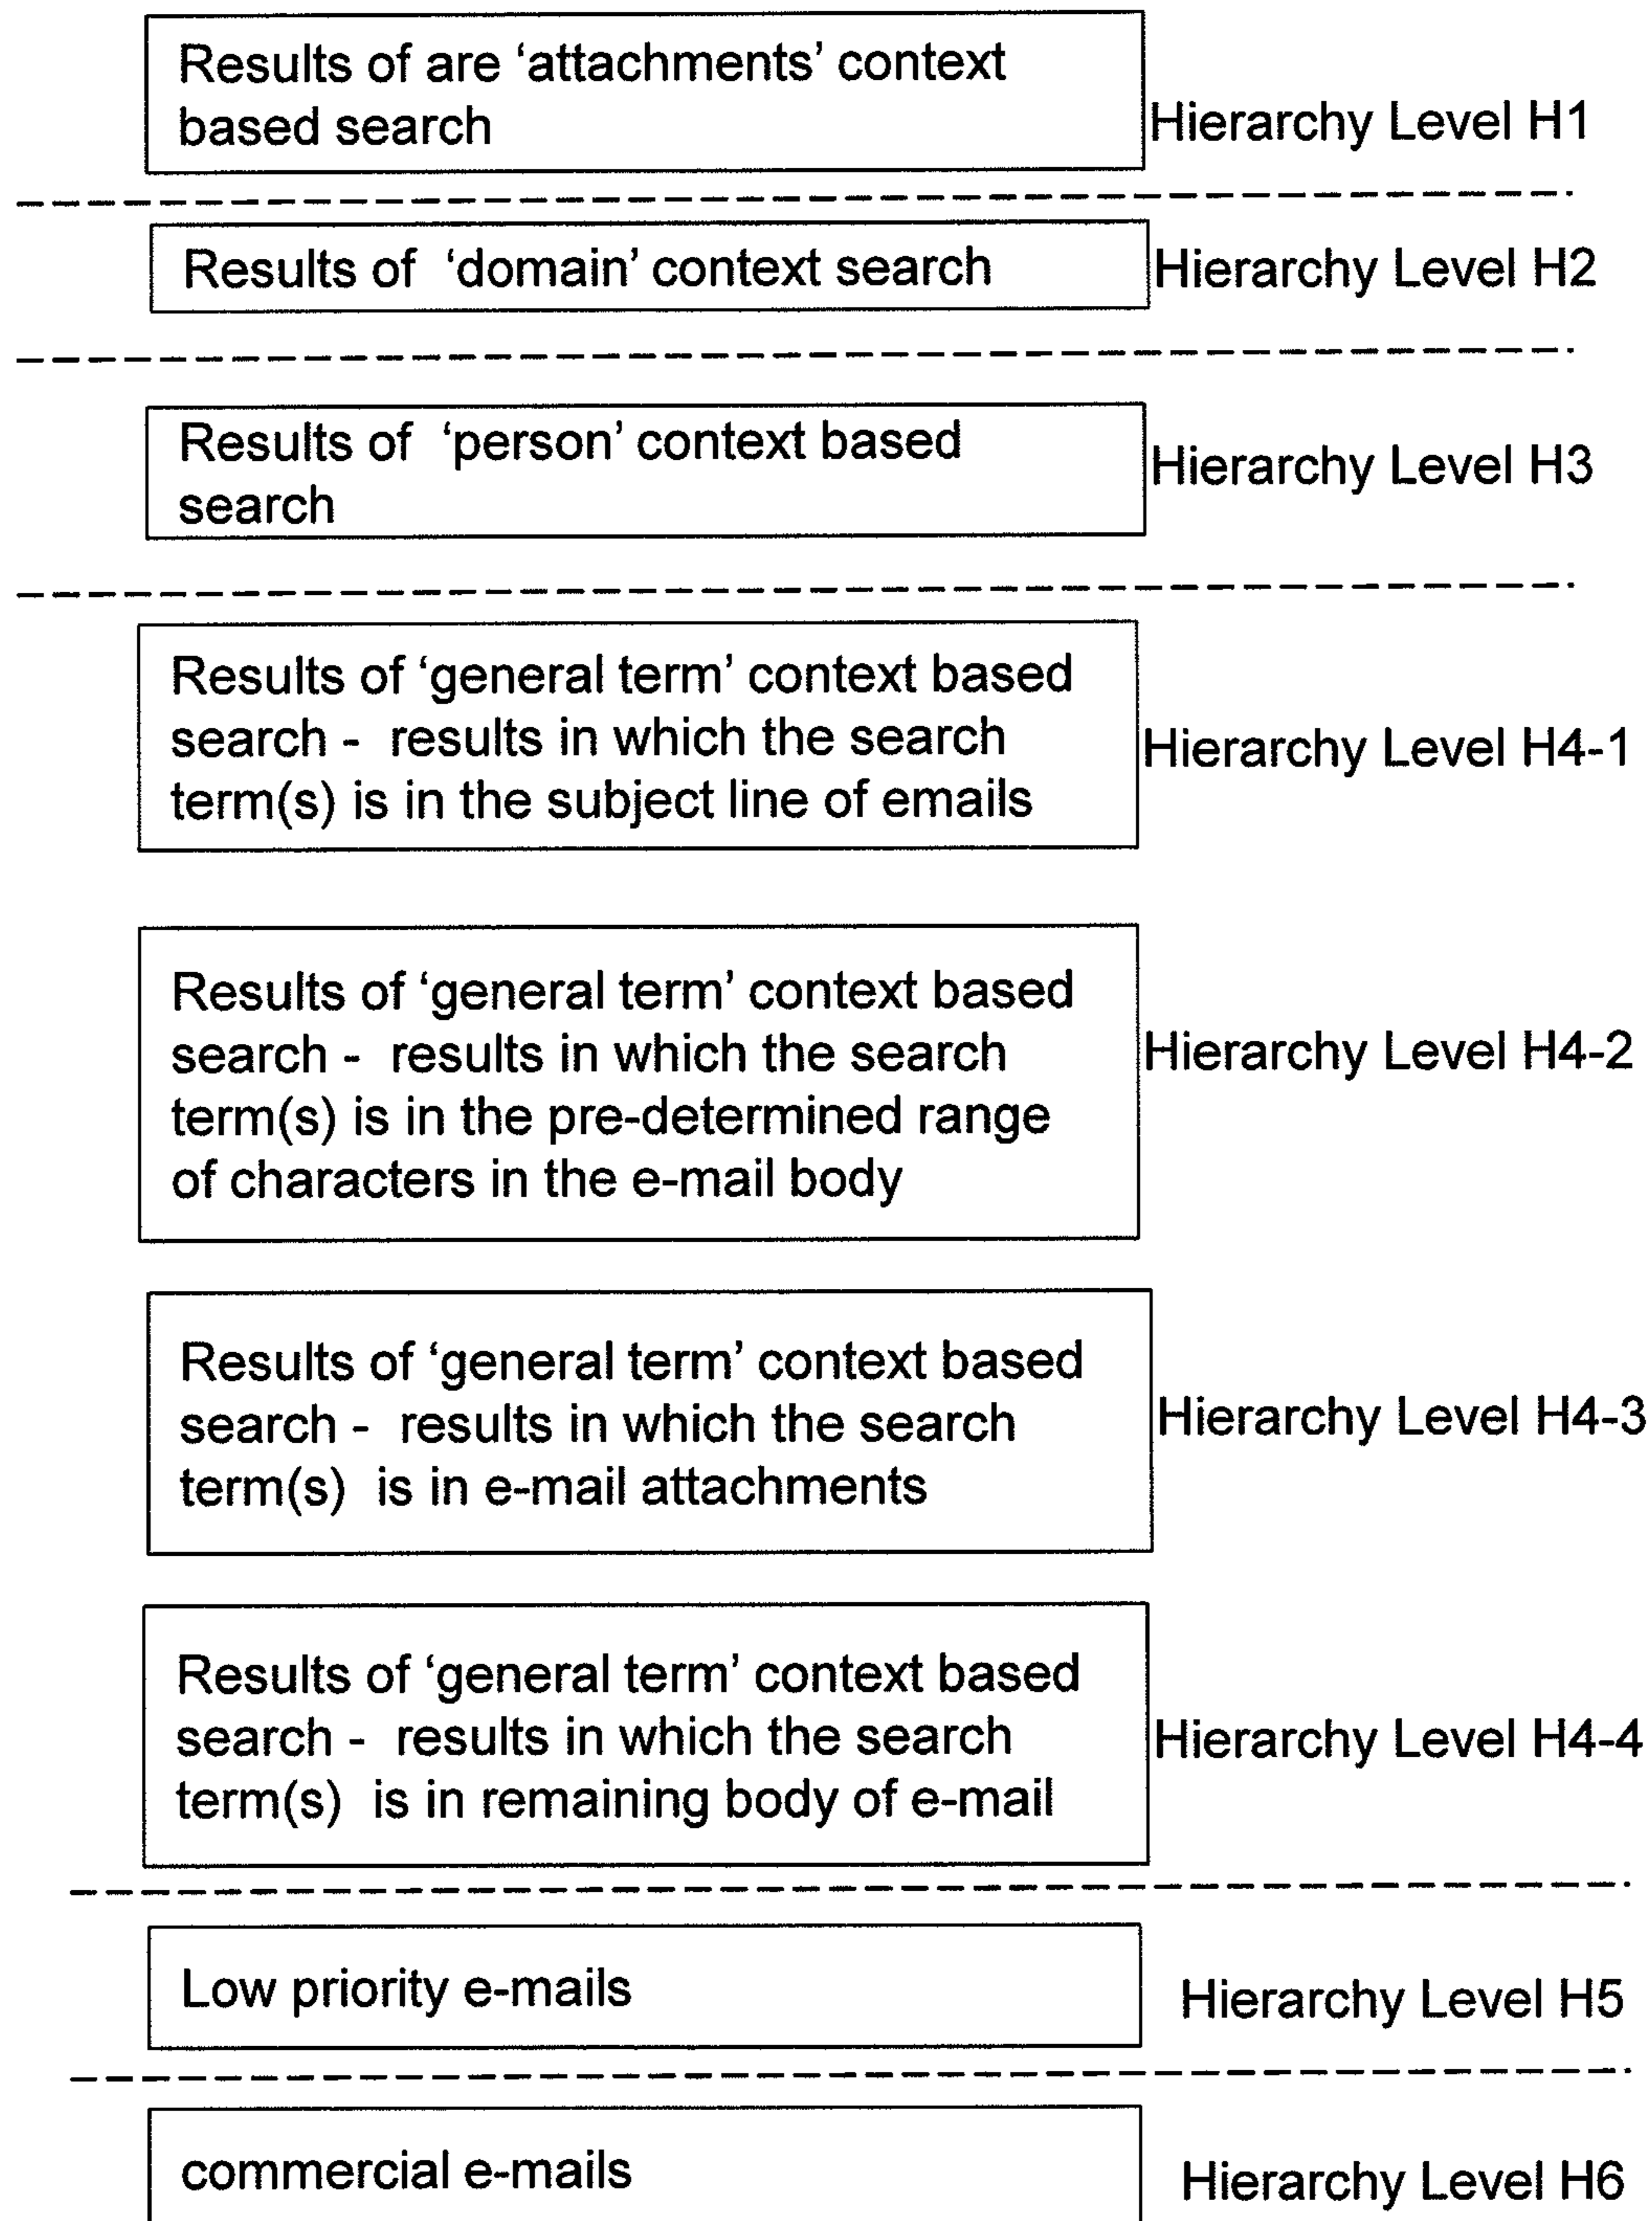 Results of are ‘attachments’ context
based search
Hierarchy Level H1
Results of ‘domain’ context search
Hierarchy Level H2
Results of ‘person’ context based
search
Hierarchy Level H3
Results of ‘general term’ context based
search - results in which the search
term(s) is in the subject line of emails
Hierarchy Level H4-1
Results of ‘general term’ context based
search - results in which the search
term(s) is in the pre-determined range
of characters in the e-mail body
Hierarchy Level H4-2
Results of ‘general term’ context based
search - results in which the search
term(s) is in e-mail attachments
Hierarchy Level H4-3
Results of ‘general term’ context based
search - results in which the search
term(s) is in remaining body of e-mail
Hierarchy Level H4-4
Low priority e-mails
Hierarchy Level H5
commercial e-mails
Hierarchy Level H6